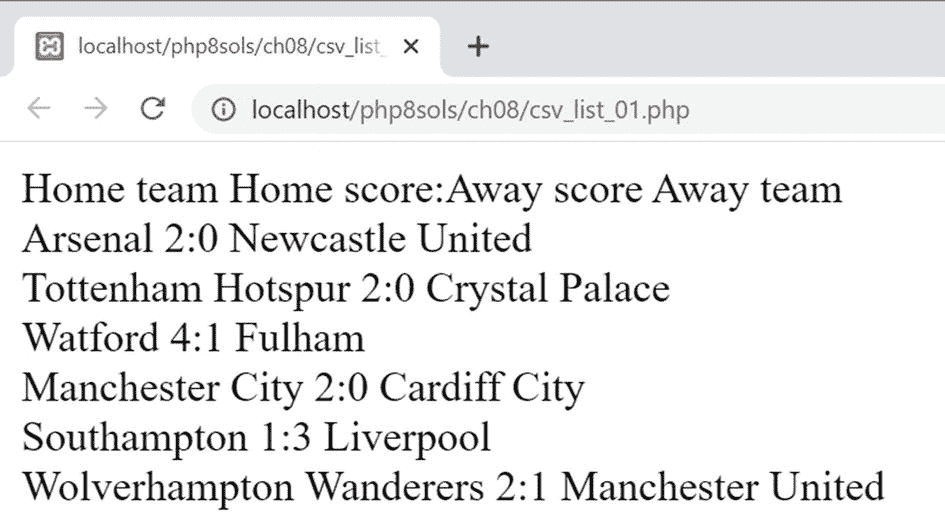 localhost/php8sols/ch08/csv_list_
localhost/php8sols/ch08/csv_list_01.php
Home team Home score:Away score Away team
Arsenal 2:0 Newcastle United
Tottenham Hotspur 2:0 Crystal Palace
Watford 4:1 Fulham
Manchester City 2:0 Cardiff City
Southampton 1:3 Liverpool
Wolverhampton Wanderers 2:1 Manchester United